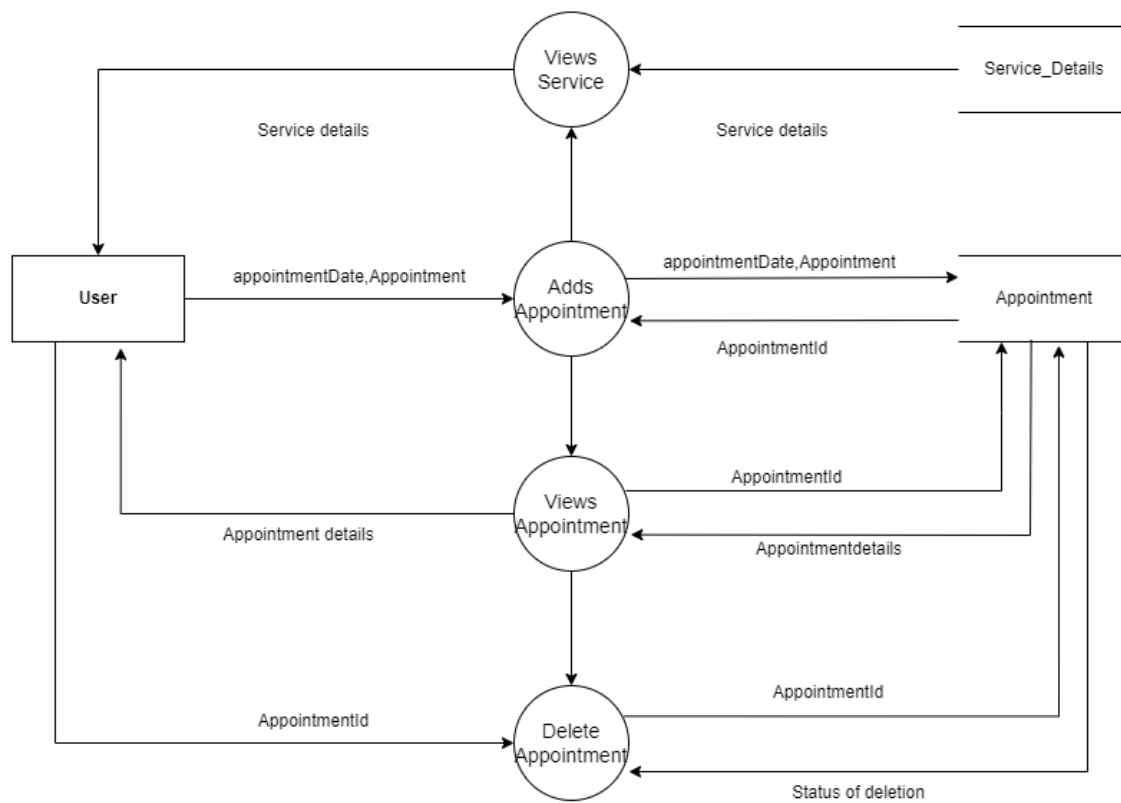 Views
Service
Service_Details
Service details
Service details
appointmentDate,Appointment
appointmentDate,Appointment
User
Adds
Appointment
Appointment
AppointmentId
AppointmentId
Views
Appointment
Appointment details
Appointmentdetails
AppointmentId
AppointmentId
Delete
Appointment
Status of deletion